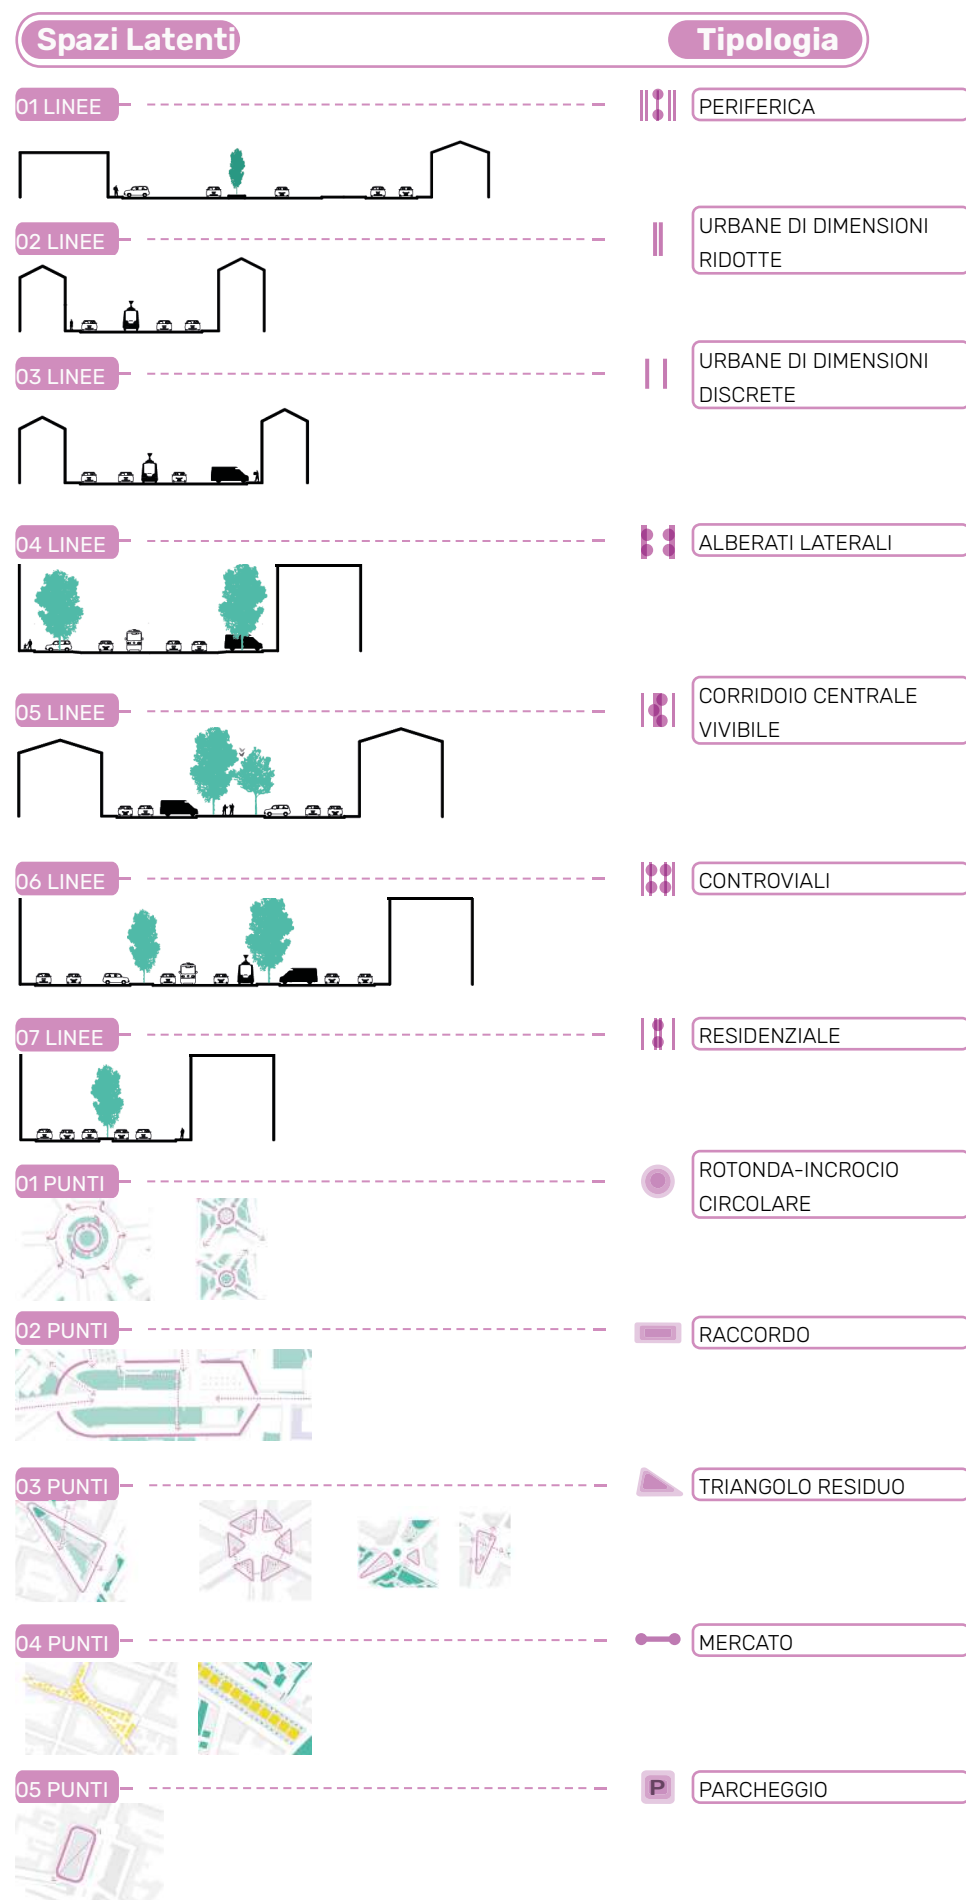 Spazi Latenti Tipologia
01 LINEE PERIFERICA
02 LINEE URBANE DI DIMENSIONI
RIDOTTE
03 LINEE URBANE DI DIMENSIONI
DISCRETE
04 LINEE ALBERATI LATERALI
05 LINEE CORRIDOIO CENTRALE
VIVIBILE
06 LINEE CONTROVIALI
07 LINEE RESIDENZIALE
01 PUNTI ROTONDA-INCROCIO
CIRCOLARE
02 PUNTI RACCORDO
03 PUNTI TRIANGOLO RESIDUO
04 PUNTI MERCATO
05 PUNTI P PARCHEGGIO